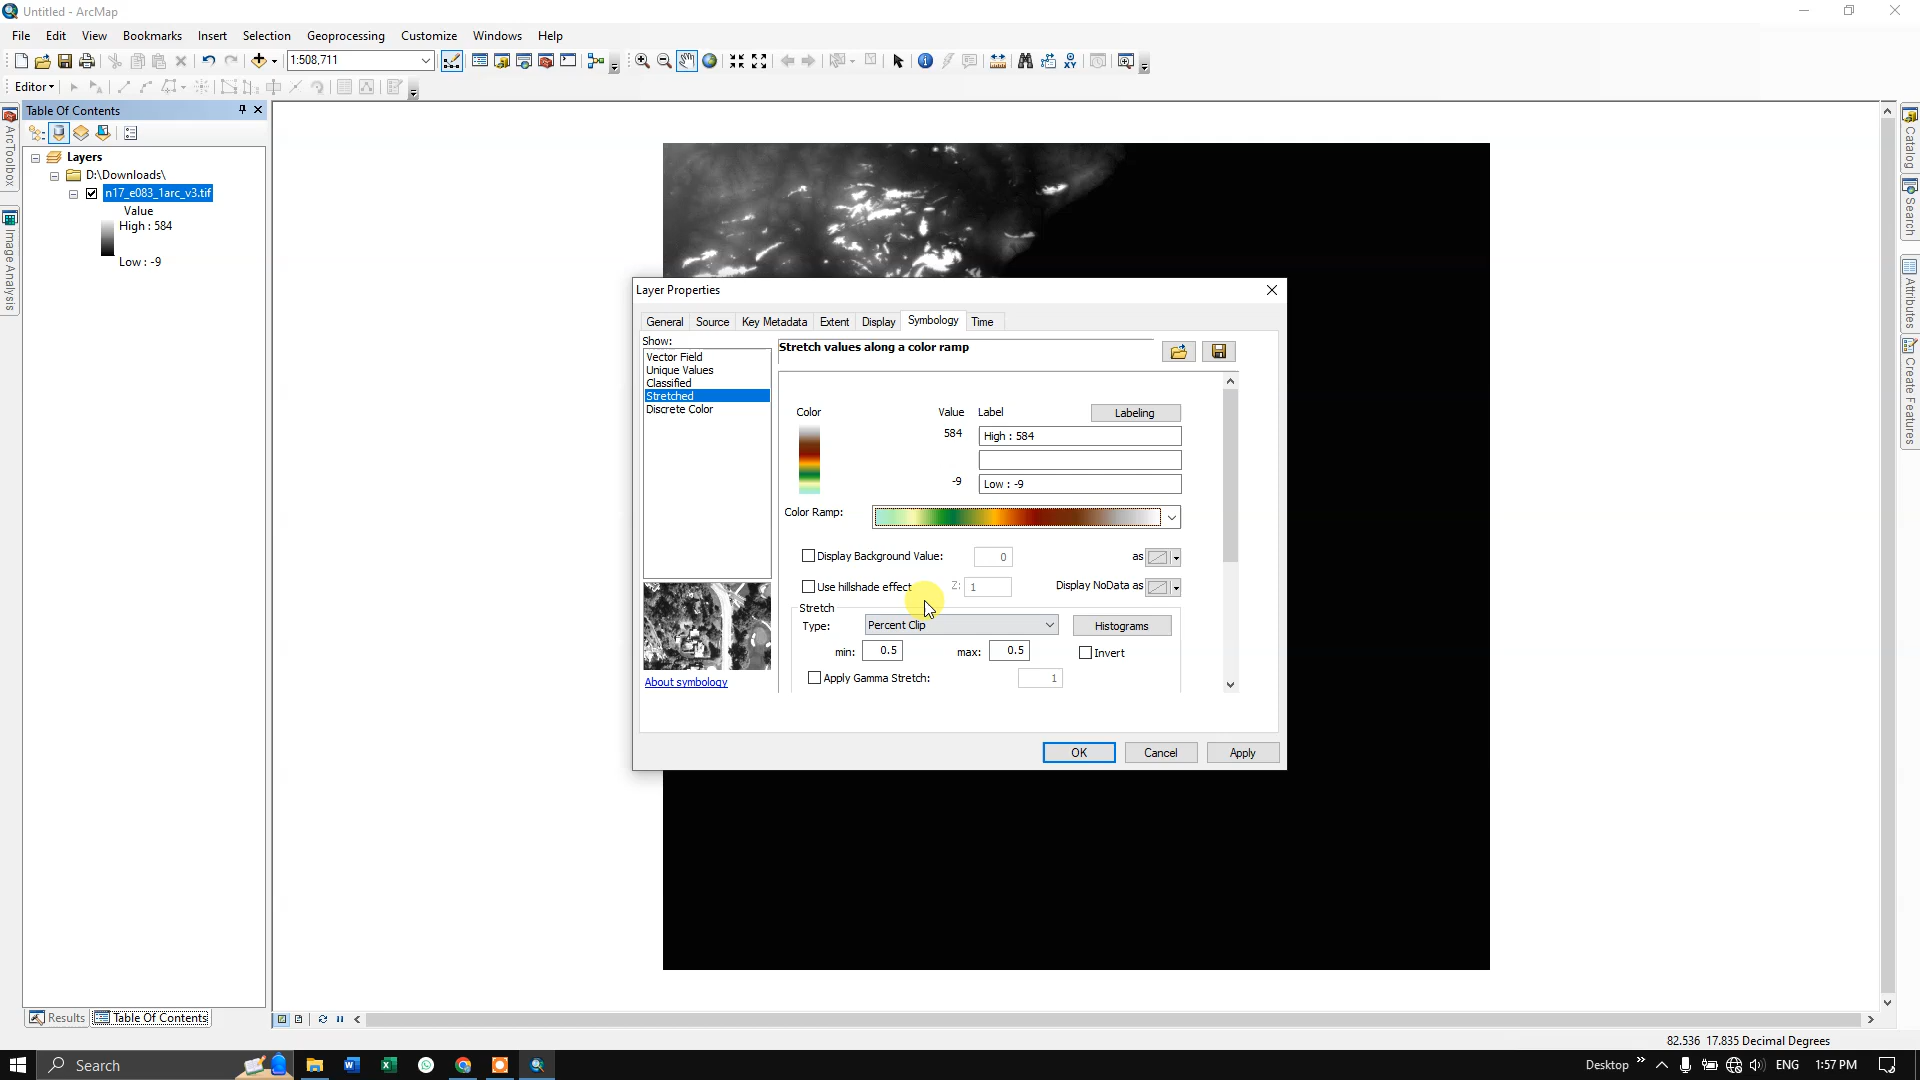 Untitled - ArcMap
File Edit View Bookmarks Insert Selection Geoprocessing Customize Windows Help
1:508,711
Editor
Table Of Contents
ArcToolbox
Image Analysis
Layers
D:\Downloads\
n17_e083_1arc_v3.tif
Value
High : 584
Low : -9
Layer Properties
General Source Key Metadata Extent Display Symbology Time
Show:
Vector Field
Unique Values
Classified
Stretched
Discrete Color
About symbology
Stretch values along a color ramp
Color Value Label Labeling
584 High : 584
-9 Low : -9
Color Ramp:
Display Background Value: 0 as
Use hillshade effect Z: 1 Display NoData as
Stretch
Type: Percent Clip Histograms
min: 0.5 max: 0.5 Invert
Apply Gamma Stretch: 1
OK Cancel Apply
Catalog
Search
Attributes
Create Features
Results Table Of Contents
82.536 17.835 Decimal Degrees
Search
Desktop ENG 1:57 PM